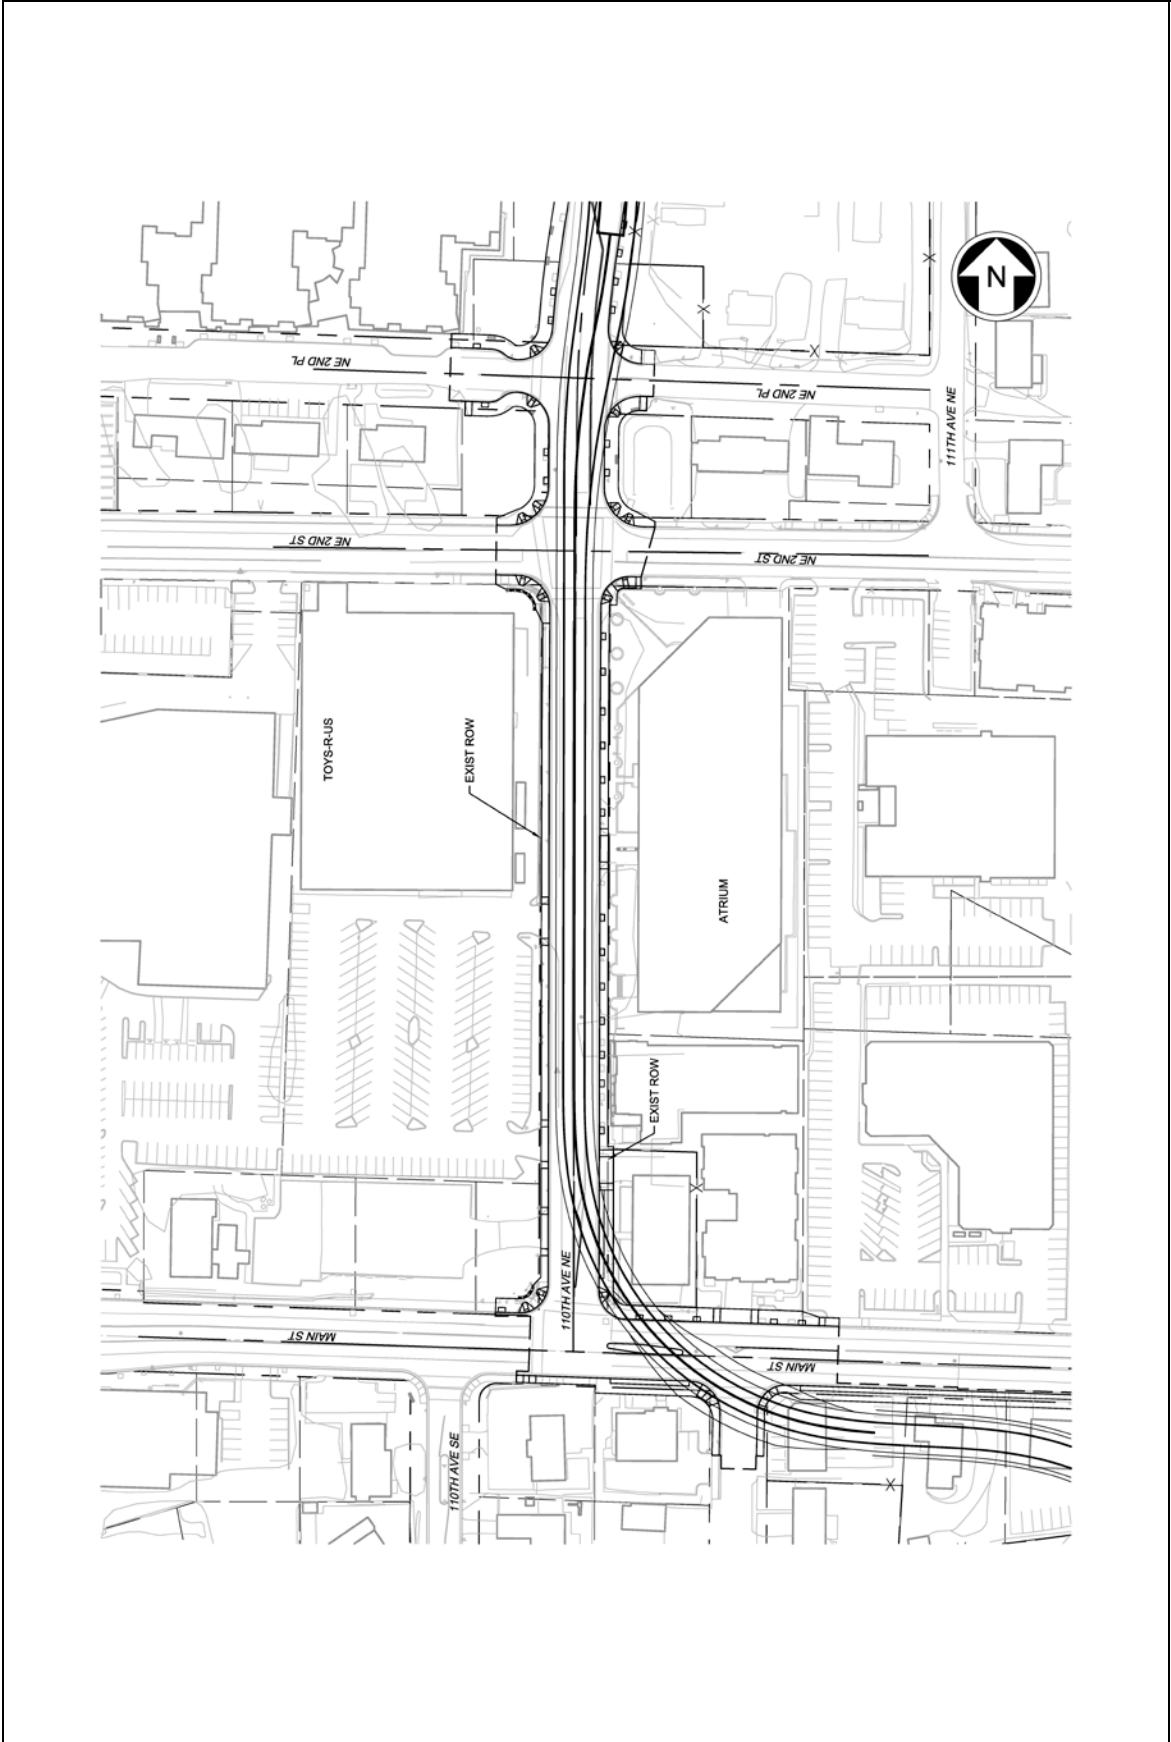 N
NE 2ND PL
NE 2ND PL
111TH AVE NE
NE 2ND ST
NE 2ND ST
TOYS-R-US
EXIST ROW
ATRIUM
EXIST ROW
110TH AVE NE
MAIN ST
MAIN ST
110TH AVE SE